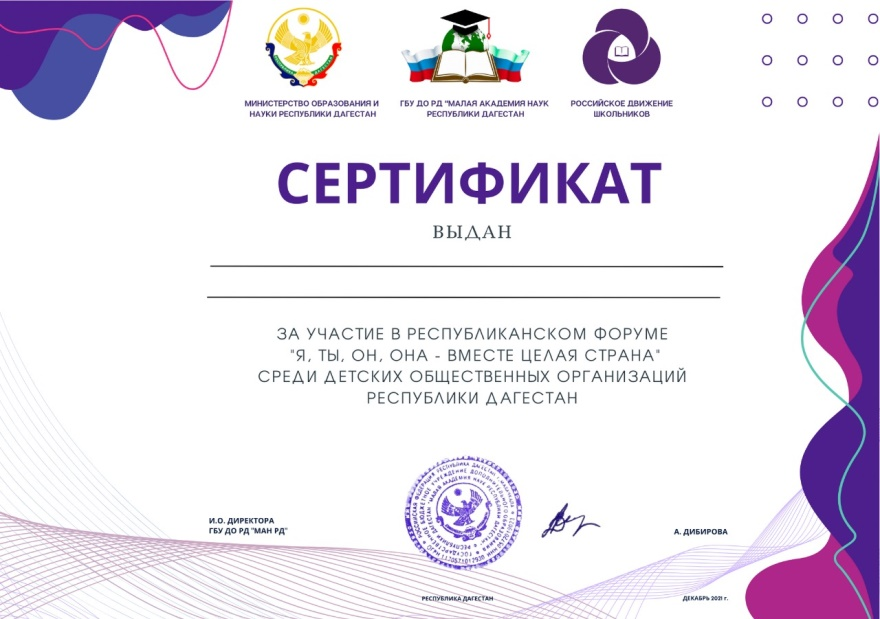 МИНИСТЕРСТВО ОБРАЗОВАНИЯ И
НАУКИ РЕСПУБЛИКИ ДАГЕСТАН
ГБУ ДО РД "МАЛАЯ АКАДЕМИЯ НАУК
РЕСПУБЛИКИ ДАГЕСТАН
РОССИЙСКОЕ ДВИЖЕНИЕ
ШКОЛЬНИКОВ
СЕРТИФИКАТ
ВЫДАН
ЗА УЧАСТИЕ В РЕСПУБЛИКАНСКОМ ФОРУМЕ
"Я, ТЫ, ОН, ОНА - ВМЕСТЕ ЦЕЛАЯ СТРАНА"
СРЕДИ ДЕТСКИХ ОБЩЕСТВЕННЫХ ОРГАНИЗАЦИЙ
РЕСПУБЛИКИ ДАГЕСТАН
И.О. ДИРЕКТОРА
ГБУ ДО РД "МАН РД"
А. ДИБИРОВА
РЕСПУБЛИКА ДАГЕСТАН
ДЕКАБРЬ 2021 г.